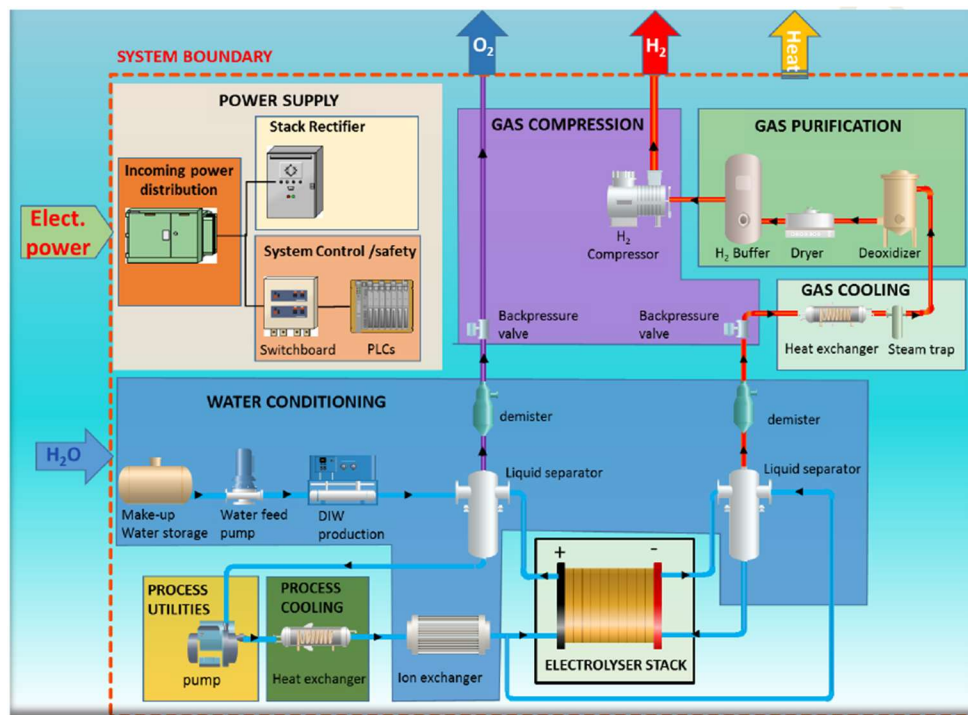 O₂
H₂
Heat
SYSTEM BOUNDARY
POWER SUPPLY
Stack Rectifier
Incoming power
distribution
System Control /safety
Switchboard
PLCs
Elect.
power
GAS COMPRESSION
H₂
Compressor
Backpressure
valve
Backpressure
valve
GAS PURIFICATION
H₂ Buffer
Dryer
Deoxidizer
GAS COOLING
Heat exchanger
Steam trap
WATER CONDITIONING
demister
demister
H₂O
Liquid separator
Liquid separator
Make-up
Water storage
Water feed
pump
DIW
production
+
-
ELECTROLYSER STACK
PROCESS
UTILITIES
pump
PROCESS
COOLING
Heat exchanger
Ion exchanger